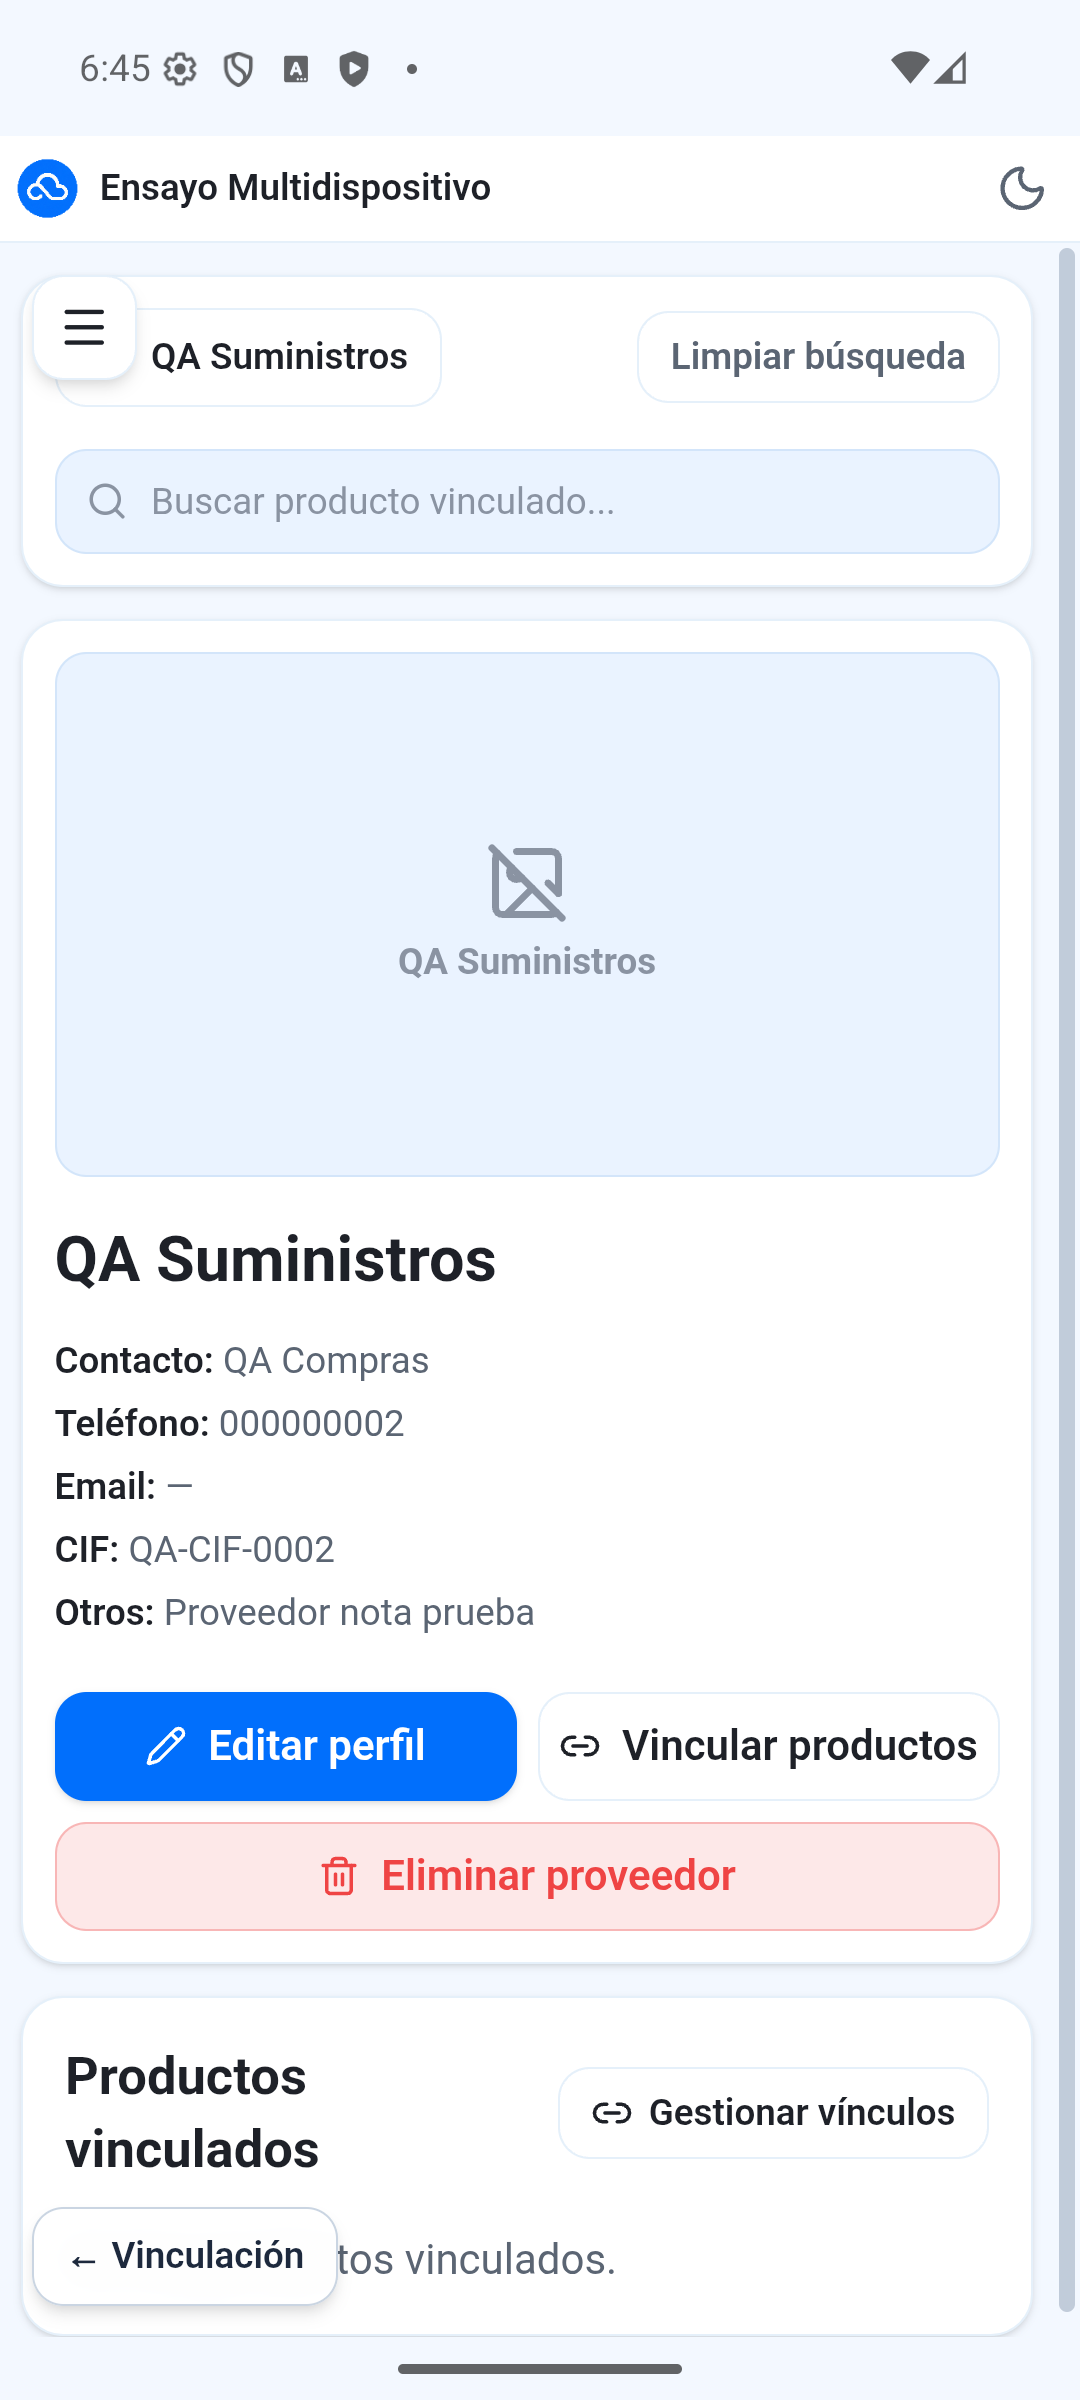 6:45
Ensayo Multidispositivo
QA Suministros
Limpiar búsqueda
Buscar producto vinculado...
QA Suministros
QA Suministros
Contacto: QA Compras
Teléfono: 000000002
Email: —
CIF: QA-CIF-0002
Otros: Proveedor nota prueba
Editar perfil
Vincular productos
Eliminar proveedor
Productos
vinculados
Gestionar vínculos
← Vinculación
tos vinculados.